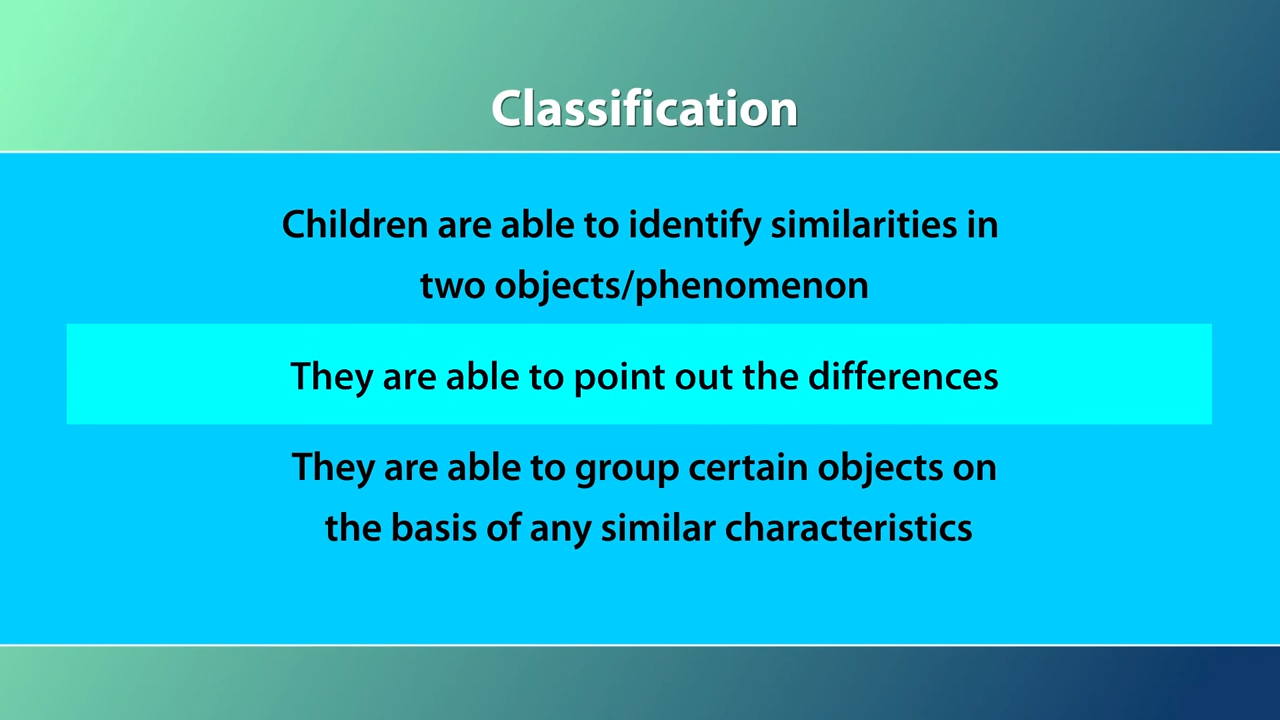 Classification
Children are able to identify similarities in
two objects/phenomenon
They are able to point out the differences
They are able to group certain objects on
the basis of any similar characteristics